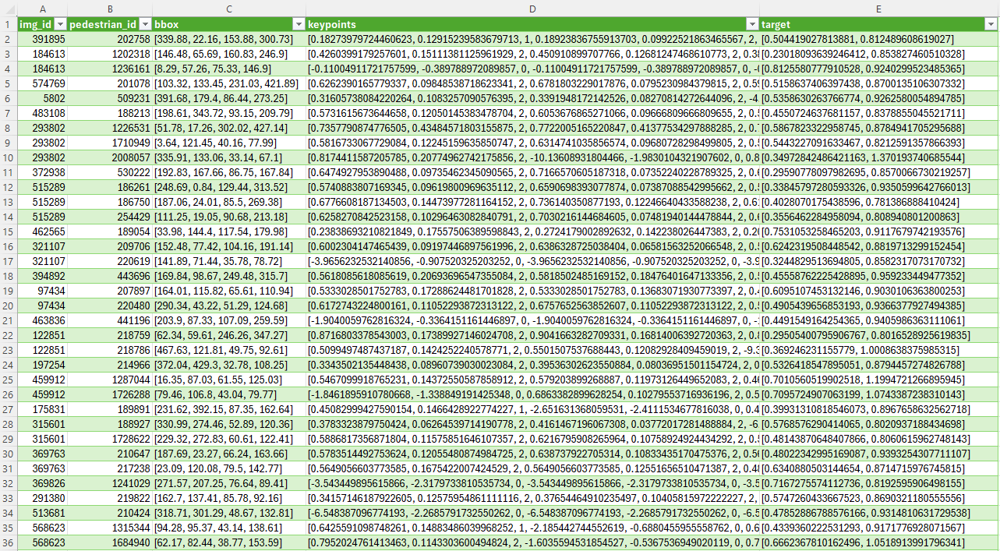 A B C D E
1 img_id pedestrian_id bbox keypoints target
2 391895 202758 [339.88, 22.16, 153.88, 300.73] [0.18273979724460623, 0.12915239583679713, 1, 0.18923836755913703, 0.09922521863465567, 2, [0.504419027813881, 0.812489608619027]
3 184613 1202318 [146.48, 65.69, 160.83, 246.9] [0.4260399179257601, 0.15111381125961929, 2, 0.450910899707766, 0.12681247468610773, 2, 0.38 [0.23018093639246412, 0.853827460510328]
4 184613 1236161 [8.29, 57.26, 75.33, 146.9] [-0.11004911721757599, -0.389788972089857, 0, -0.11004911721757599, -0.389788972089857, 0, -0 [0.8125580777910528, 0.9240299523485365]
5 574769 201078 [103.32, 133.45, 231.03, 421.89] [0.6262390165779337, 0.09848538718623341, 2, 0.6781803229017876, 0.0795230984379815, 2, 0.59 [0.5158637406397438, 0.8700135106307332]
6 5802 509231 [391.68, 179.4, 86.44, 273.25] [0.31605738084220264, 0.1083257090576395, 2, 0.3391948172142526, 0.08270814272644096, 2, -4 [0.5358630263766774, 0.9262580054894785]
7 483108 188213 [198.61, 343.72, 93.15, 209.79] [0.5731615673644658, 0.12050145383478704, 2, 0.6053676865271066, 0.09666809666809655, 2, 0.5 [0.4550724637681157, 0.8378855045521711]
8 293802 1226531 [51.78, 17.26, 302.02, 427.14] [0.7357790874776505, 0.43484571803155875, 2, 0.7722005165220847, 0.41377534297888285, 2, 0.7 [0.5867823322958745, 0.8784941705295688]
9 293802 1710949 [3.64, 121.45, 40.16, 77.99] [0.5816733067729084, 0.12245159635850747, 2, 0.6314741035856574, 0.09680728298499805, 2, 0.5 [0.5443227091633467, 0.8212591357866393]
10 293802 2008057 [335.91, 133.06, 33.14, 67.1] [0.8174411587205785, 0.20774962742175856, 2, -10.13608931804466, -1.9830104321907602, 0, 0.8 [0.34972842486421163, 1.370193740685544]
11 372938 530222 [192.83, 167.66, 86.75, 167.84] [0.6474927953890488, 0.09735462345090565, 2, 0.7166570605187318, 0.07352240228789325, 2, 0.6 [0.29590778097982695, 0.8570066730219257]
12 515289 186261 [248.69, 0.84, 129.44, 313.52] [0.5740883807169345, 0.09619800969635112, 2, 0.6590698393077874, 0.07387088542995662, 2, 0.5 [0.33845797280593326, 0.9350599642766013]
13 515289 186750 [187.06, 24.01, 85.5, 269.38] [0.6776608187134503, 0.14473977281164152, 2, 0.736140350877193, 0.12246640433588238, 2, 0.61 [0.4028070175438596, 0.781386888410424]
14 515289 254429 [111.25, 19.05, 90.68, 213.18] [0.6258270842523158, 0.10296463082840791, 2, 0.7030216144684605, 0.07481940144478844, 2, 0.6 [0.3556462284958094, 0.808940801200863]
15 462565 189054 [33.98, 144.4, 117.54, 179.98] [0.23838693210821849, 0.17557506389598843, 2, 0.2724179002892632, 0.142238026447383, 2, 0.20 [0.7531053258465203, 0.9117679742193576]
16 321107 209706 [152.48, 77.42, 104.16, 191.14] [0.6002304147465439, 0.09197446897561996, 2, 0.6386328725038404, 0.06581563252066548, 2, 0.5 [0.6242319508448542, 0.8819713299152454]
17 321107 220619 [141.89, 71.44, 35.78, 78.72] [-3.9656232532140856, -0.907520325203252, 0, -3.9656232532140856, -0.907520325203252, 0, -3.9 [0.3244829513694805, 0.8582317073170732]
18 394892 443696 [169.84, 98.67, 249.48, 315.7] [0.5618085618085619, 0.20693696547355084, 2, 0.5818502485169152, 0.18476401647133356, 2, 0.5 [0.45558762225428895, 0.959233449477352]
19 97434 207897 [164.01, 115.82, 65.61, 110.94] [0.5333028501752783, 0.17288624481701828, 2, 0.5333028501752783, 0.13683071930773397, 2, 0.4 [0.6095107453132146, 0.9030106363800253]
20 97434 220480 [290.34, 43.22, 51.29, 124.68] [0.6172743224800161, 0.11052293872313122, 2, 0.6757652563852607, 0.11052293872313122, 2, 0.5 [0.4905439656853193, 0.9366377927494385]
21 463836 441196 [203.9, 87.33, 107.09, 259.59] [-1.9040059762816324, -0.3364151161446897, 0, -1.9040059762816324, -0.3364151161446897, 0, -1 [0.4491549164254365, 0.9405986363111061]
22 122851 218759 [62.34, 59.61, 246.26, 347.27] [0.8716803378543003, 0.17389927146024708, 2, 0.9041663282709331, 0.16814006392720363, 2, 0.8 [0.29505400795906767, 0.8016528925619835]
23 122851 218786 [467.63, 121.81, 49.75, 92.61] [0.5099497487437187, 0.1424252240578771, 2, 0.5501507537688443, 0.12082928409459019, 2, -9.3 [0.369246231155779, 1.0008638375985315]
24 197254 214966 [372.04, 429.3, 32.78, 108.25] [0.3343502135448438, 0.08960739030023084, 2, 0.39536302623550884, 0.08036951501154724, 2, 0 [0.5326418547895051, 0.8794457274826788]
25 459912 1287044 [16.35, 87.03, 61.55, 125.03] [0.5467099918765231, 0.14372550587858912, 2, 0.572203899268887, 0.11973126449652083, 2, 0.46 [0.7010560519902518, 1.1994721266895945]
26 459912 1726288 [79.46, 106.8, 43.04, 79.77] [-1.8461895910780668, -1.338849191425348, 0, 0.6863382899628254, 0.10279553716936196, 2, 0.5 [0.7095724907063199, 1.0743387238310143]
27 175831 189891 [231.62, 392.15, 87.35, 162.64] [0.45082999427590154, 0.1466428922774227, 1, -2.651631368059531, -2.4111534677816038, 0, 0.4 [0.39931310818546073, 0.8967658632562718]
28 315601 188927 [330.99, 274.46, 52.89, 120.36] [0.3783323879750424, 0.06264539714190778, 2, 0.4161467196067308, 0.03772017281488884, 2, -6 [0.5768576290414065, 0.8020937188434698]
29 315601 1728622 [229.32, 272.83, 60.61, 122.41] [0.5886817356871804, 0.11575851646107357, 2, 0.6216795908265964, 0.10758924924434292, 2, 0.5 [0.48143870648407866, 0.8060615962748143]
30 369763 210647 [187.69, 23.27, 66.24, 163.66] [0.5783514492753624, 0.12055480874984725, 2, 0.638737922705314, 0.10833435170475376, 2, 0.56 [0.48022342995169087, 0.9393254307711107]
31 369763 217238 [23.09, 120.08, 79.5, 142.77] [0.5649056603773585, 0.1675422007424529, 2, 0.5649056603773585, 0.12551656510471387, 2, 0.48 [0.6340880503144654, 0.8714715976745815]
32 369826 1241029 [271.57, 207.25, 76.64, 89.41] [-3.543449895615866, -2.3179733810535734, 0, -3.543449895615866, -2.3179733810535734, 0, -3.5 [0.7167275574112736, 0.8192595906498155]
33 291380 219822 [162.7, 137.41, 85.78, 92.16] [0.34157146187922605, 0.12575954861111116, 2, 0.37654464910235497, 0.10405815972222227, 2, [0.5747260433667523, 0.8690321180555556]
34 513681 210424 [318.71, 301.29, 48.67, 132.81] [-6.548387096774193, -2.2685791732550262, 0, -6.548387096774193, -2.2685791732550262, 0, -6.5 [0.47852886788576166, 0.9314810631729538]
35 568623 1315344 [94.28, 95.37, 43.14, 138.61] [0.6425591098748261, 0.14883486039968252, 1, -2.185442744552619, -0.6880455955558762, 0, 0.6 [0.4339360222531293, 0.9171776928071567]
36 568623 1684940 [62.17, 82.44, 38.77, 153.59] [0.7952024761413463, 0.1143303600494824, 2, -1.6035594531854527, -0.5367536949020119, 0, 0.7 [0.6662367810162496, 1.0518913991796341]